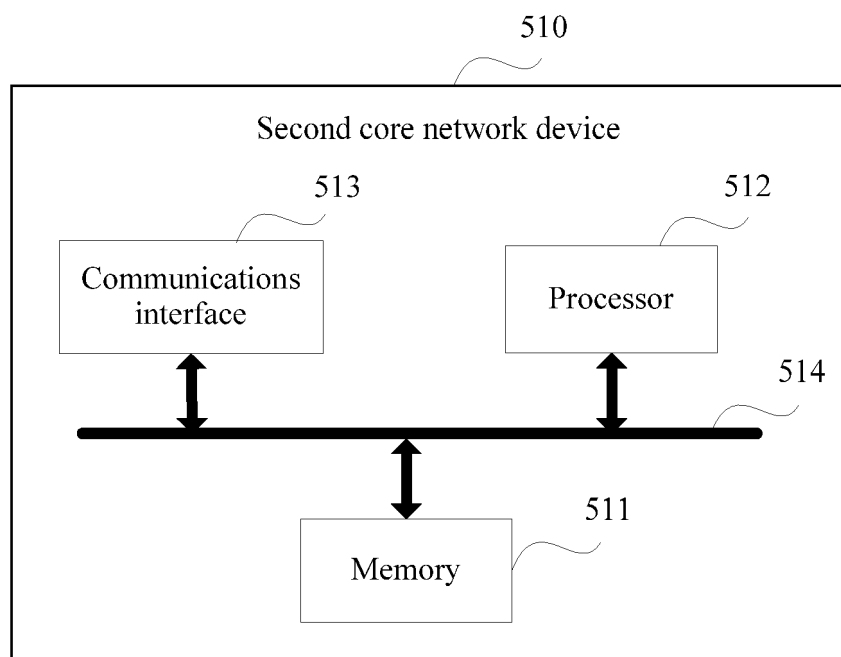 510
Second core network device
513
512
Communications
interface
Processor
514
511
Memory